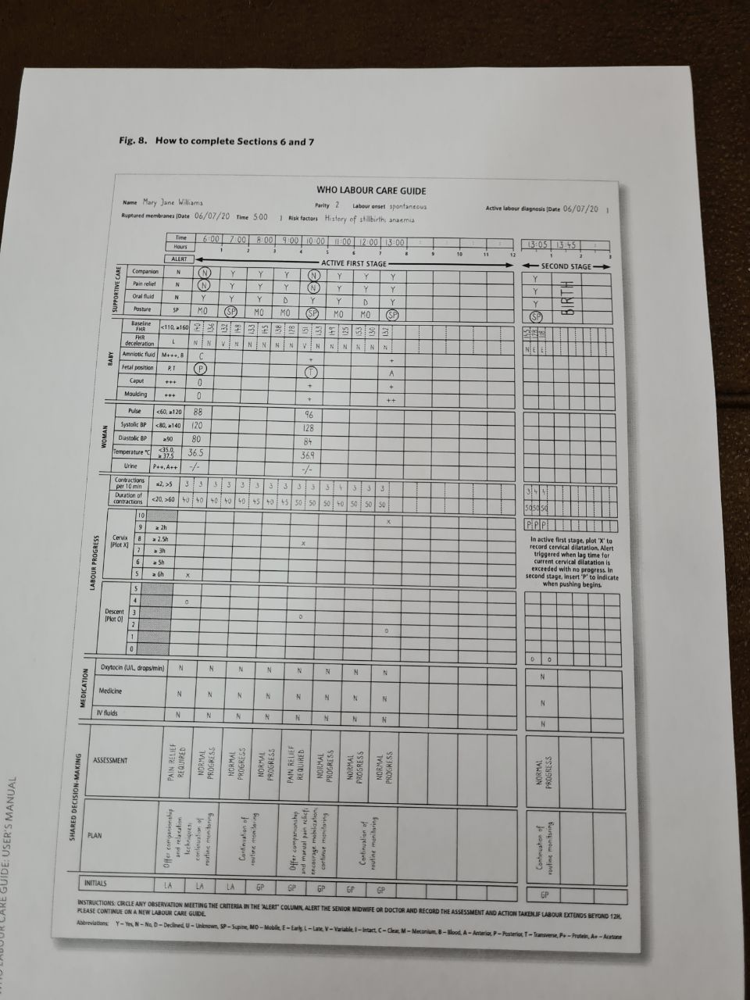 Fig. 8. How to complete Sections 6 and 7
WHO LABOUR CARE GUIDE
Name Mary Jane Williams Parity 2 Labour onset spontaneous Active labour diagnosis [Date 06/07/20 ]
Ruptured membranes [Date 06/07/20 Time 5:00 ] Risk factors History of stillbirth; anaemia
Time 6:00 7:00 8:00 9:00 10:00 11:00 12:00 13:00 : : : : 13:05 13:45 :
Hours 1 2 3 4 5 6 7 8 9 10 11 12 1 2 3
ALERT ACTIVE FIRST STAGE SECOND STAGE
SUPPORTIVE CARE
Companion N N Y Y Y N Y Y Y Y
Pain relief N N Y Y Y N Y Y Y Y
Oral fluid N Y Y Y D Y Y D Y Y
Posture SP MO SP MO MO SP MO MO SP SP
BIRTH
BABY
Baseline FHR <110, ≥160 140 136 132 148 133 145 138 128 151 133 149 125 153 130 132 145 128 118
FHR deceleration L N N V N N N N N V N N N N N N N E E
Amniotic fluid M+++, B C + +
Fetal position P, T P T A
Caput +++ 0 + +
Moulding +++ 0 + ++
WOMAN
Pulse <60, ≥120 88 96
Systolic BP <80, ≥140 120 128
Diastolic BP ≥90 80 84
Temperature °C <35.0, ≥ 37.5 36.5 36.9
Urine P++, A++ -/- -/-
LABOUR PROGRESS
Contractions per 10 min ≤2, >5 3 3 3 3 3 3 3 3 3 3 3 4 3 3 3 3 4 4
Duration of contractions <20, >60 40 40 40 40 40 45 40 45 50 50 50 40 50 50 50 50 50 50
P P P
Cervix [Plot X]
10 X
9 ≥ 2h
8 ≥ 2.5h X
7 ≥ 3h
6 ≥ 5h
5 ≥ 6h X
In active first stage, plot 'X' to
record cervical dilatation. Alert
triggered when lag time for
current cervical dilatation is
exceeded with no progress. In
second stage, insert 'P' to indicate
when pushing begins.
Descent [Plot O]
5
4 O
3 O
2 O
1
0 O O
MEDICATION
Oxytocin (U/L, drops/min) N N N N N N N N N
Medicine N N N N N N N N N
IV fluids N N N N N N N N N
SHARED DECISION-MAKING
ASSESSMENT
PAIN RELIEF REQUIRED
NORMAL PROGRESS
NORMAL PROGRESS
NORMAL PROGRESS
PAIN RELIEF REQUIRED
NORMAL PROGRESS
NORMAL PROGRESS
NORMAL PROGRESS
NORMAL PROGRESS
PLAN
Offer companionship
and relaxation
techniques;
continuation of
routine monitoring
Continuation of
routine monitoring
Offer companionship
and manual pain relief;
encourage mobilization;
continue monitoring
Continuation of
routine monitoring
Continuation of
routine monitoring
INITIALS LA LA LA GP GP GP GP GP GP
INSTRUCTIONS: CIRCLE ANY OBSERVATION MEETING THE CRITERIA IN THE 'ALERT' COLUMN, ALERT THE SENIOR MIDWIFE OR DOCTOR AND RECORD THE ASSESSMENT AND ACTION TAKEN. IF LABOUR EXTENDS BEYOND 12H,
PLEASE CONTINUE ON A NEW LABOUR CARE GUIDE.
Abbreviations: Y – Yes, N – No, D – Declined, U – Unknown, SP – Supine, MO – Mobile, E – Early, L – Late, V – Variable, I – Intact, C – Clear, M – Meconium, B – Blood, A – Anterior, P – Posterior, T – Transverse, P+ – Protein, A+ – Acetone
WHO LABOUR CARE GUIDE: USER'S MANUAL